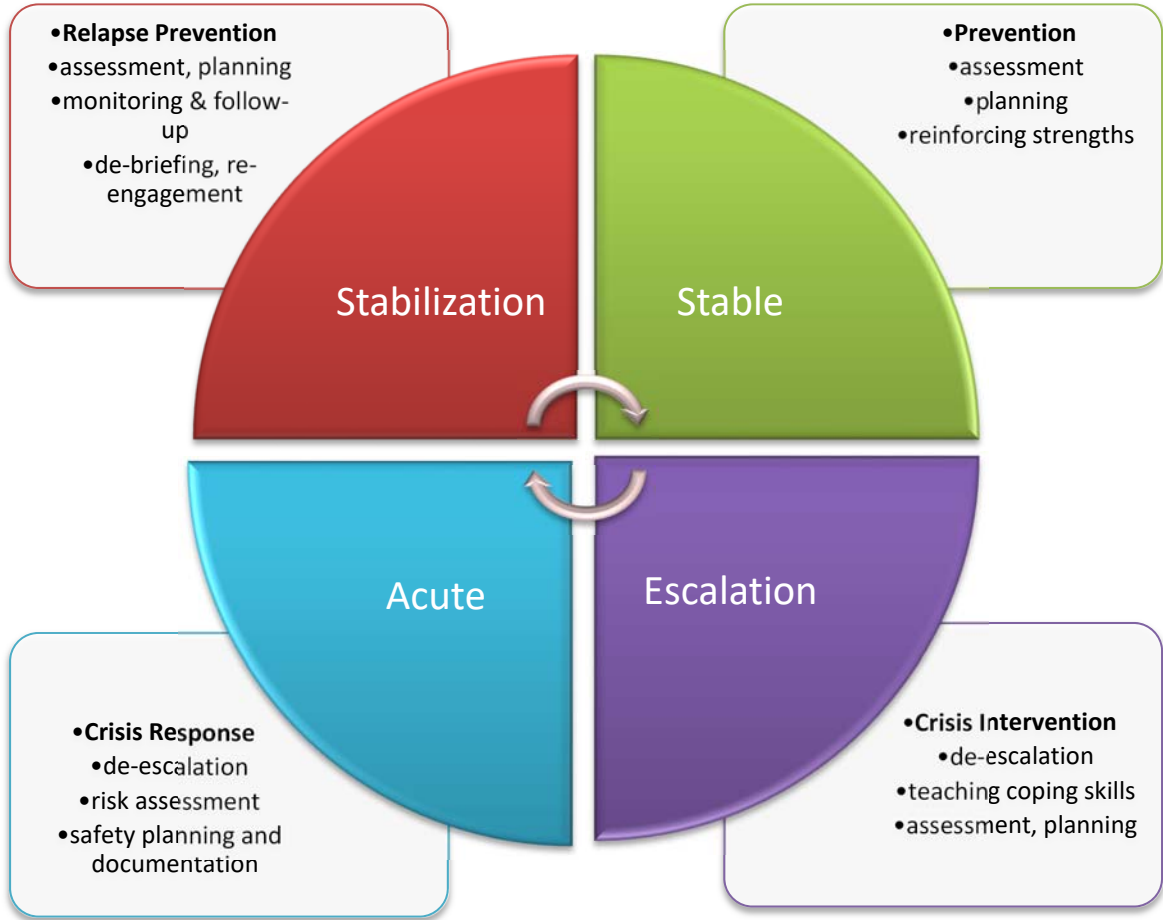 •Relapse Prevention
•assessment, planning
•monitoring & follow-
up
•de-briefing, re-
engagement
•Prevention
•assessment
•planning
•reinforcing strengths
Stabilization
Stable
Acute
Escalation
•Crisis Response
•de-escalation
•risk assessment
•safety planning and
documentation
•Crisis Intervention
•de-escalation
•teaching coping skills
•assessment, planning